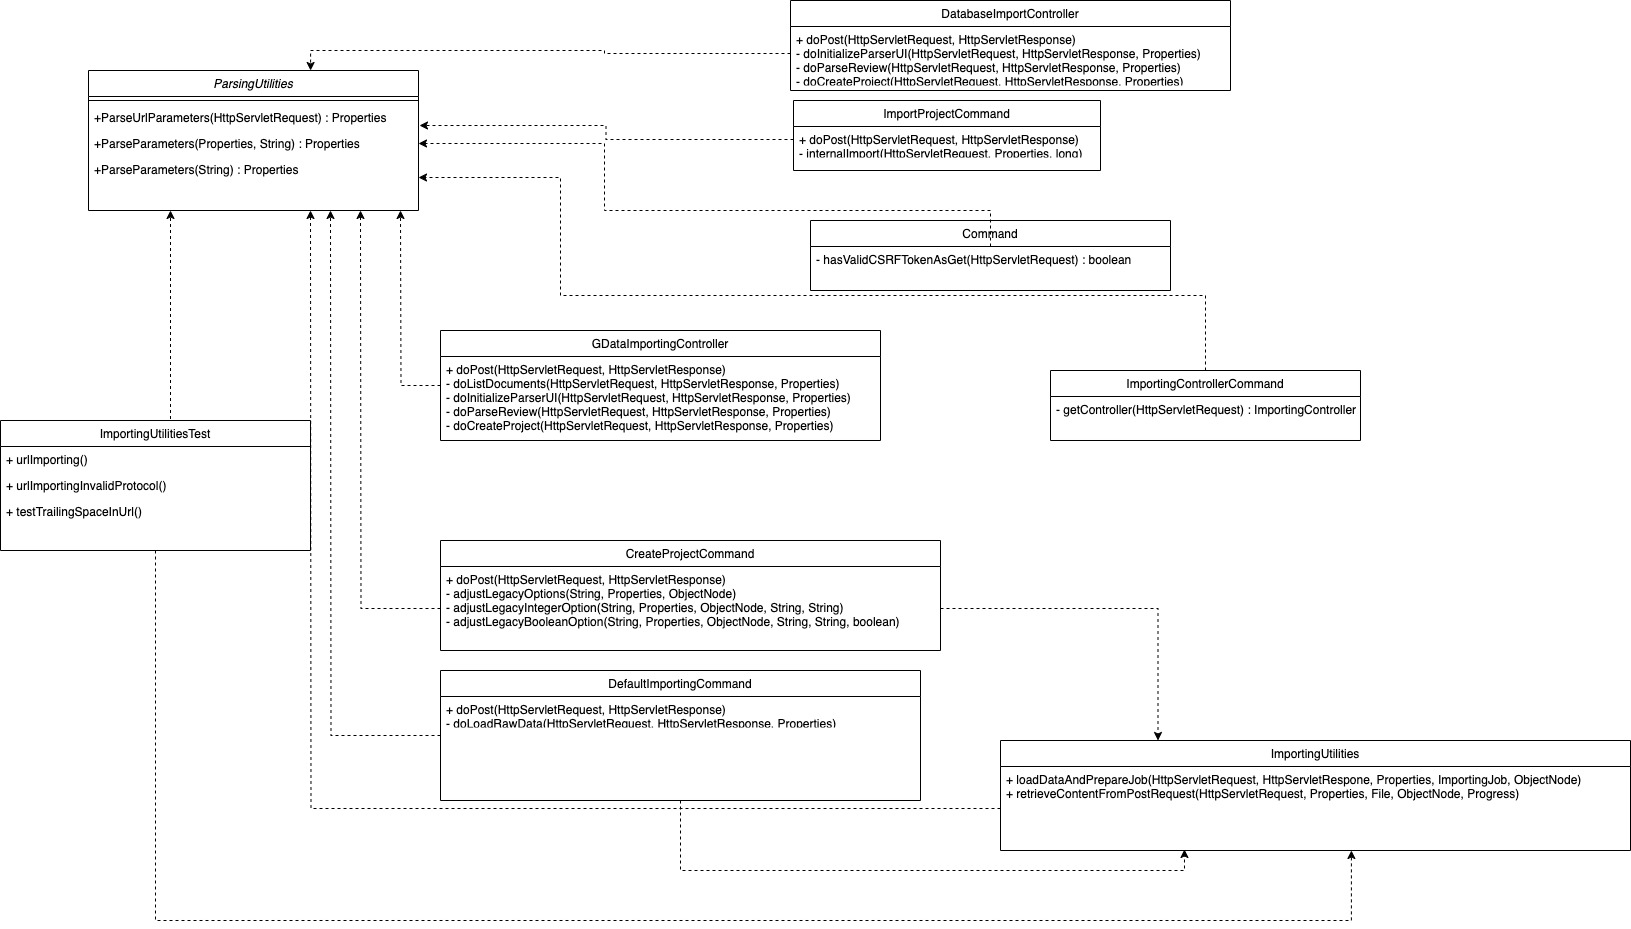 DatabaseImportController
+ doPost(HttpServletRequest, HttpServletResponse)
- doInitializeParserUI(HttpServletRequest, HttpServletResponse, Properties)
- doParseReview(HttpServletRequest, HttpServletResponse, Properties)
- doCreateProject(HttpServletRequest, HttpServletResponse, Properties)
ParsingUtilities
+ParseUrlParameters(HttpServletRequest) : Properties
+ParseParameters(Properties, String) : Properties
+ParseParameters(String) : Properties
ImportProjectCommand
+ doPost(HttpServletRequest, HttpServletResponse)
- internalImport(HttpServletRequest, Properties, long)
Command
- hasValidCSRFTokenAsGet(HttpServletRequest) : boolean
GDataImportingController
+ doPost(HttpServletRequest, HttpServletResponse)
- doListDocuments(HttpServletRequest, HttpServletResponse, Properties)
- doInitializeParserUI(HttpServletRequest, HttpServletResponse, Properties)
- doParseReview(HttpServletRequest, HttpServletResponse, Properties)
- doCreateProject(HttpServletRequest, HttpServletResponse, Properties)
ImportingControllerCommand
- getController(HttpServletRequest) : ImportingController
ImportingUtilitiesTest
+ urlImporting()
+ urlImportingInvalidProtocol()
+ testTrailingSpaceInUrl()
CreateProjectCommand
+ doPost(HttpServletRequest, HttpServletResponse)
- adjustLegacyOptions(String, Properties, ObjectNode)
- adjustLegacyIntegerOption(String, Properties, ObjectNode, String, String)
- adjustLegacyBooleanOption(String, Properties, ObjectNode, String, String, boolean)
DefaultImportingCommand
+ doPost(HttpServletRequest, HttpServletResponse)
- doLoadRawData(HttpServletRequest, HttpServletResponse, Properties)
ImportingUtilities
+ loadDataAndPrepareJob(HttpServletRequest, HttpServletRespone, Properties, ImportingJob, ObjectNode)
+ retrieveContentFromPostRequest(HttpServletRequest, Properties, File, ObjectNode, Progress)